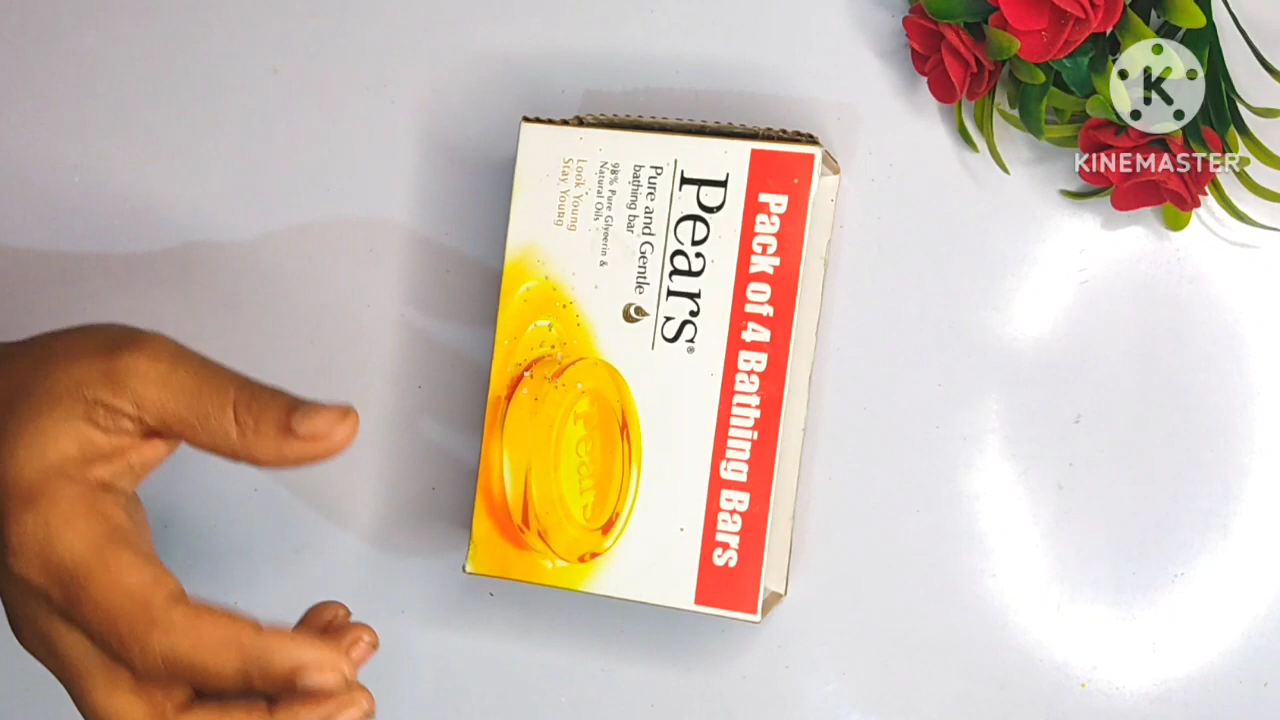 Pack of 4 Bathing Bars
Pears®
Pure and Gentle
bathing bar
98% Pure Glycerin &
Natural Oils
Look Young
Stay Young
Pears
K
KINEMASTER